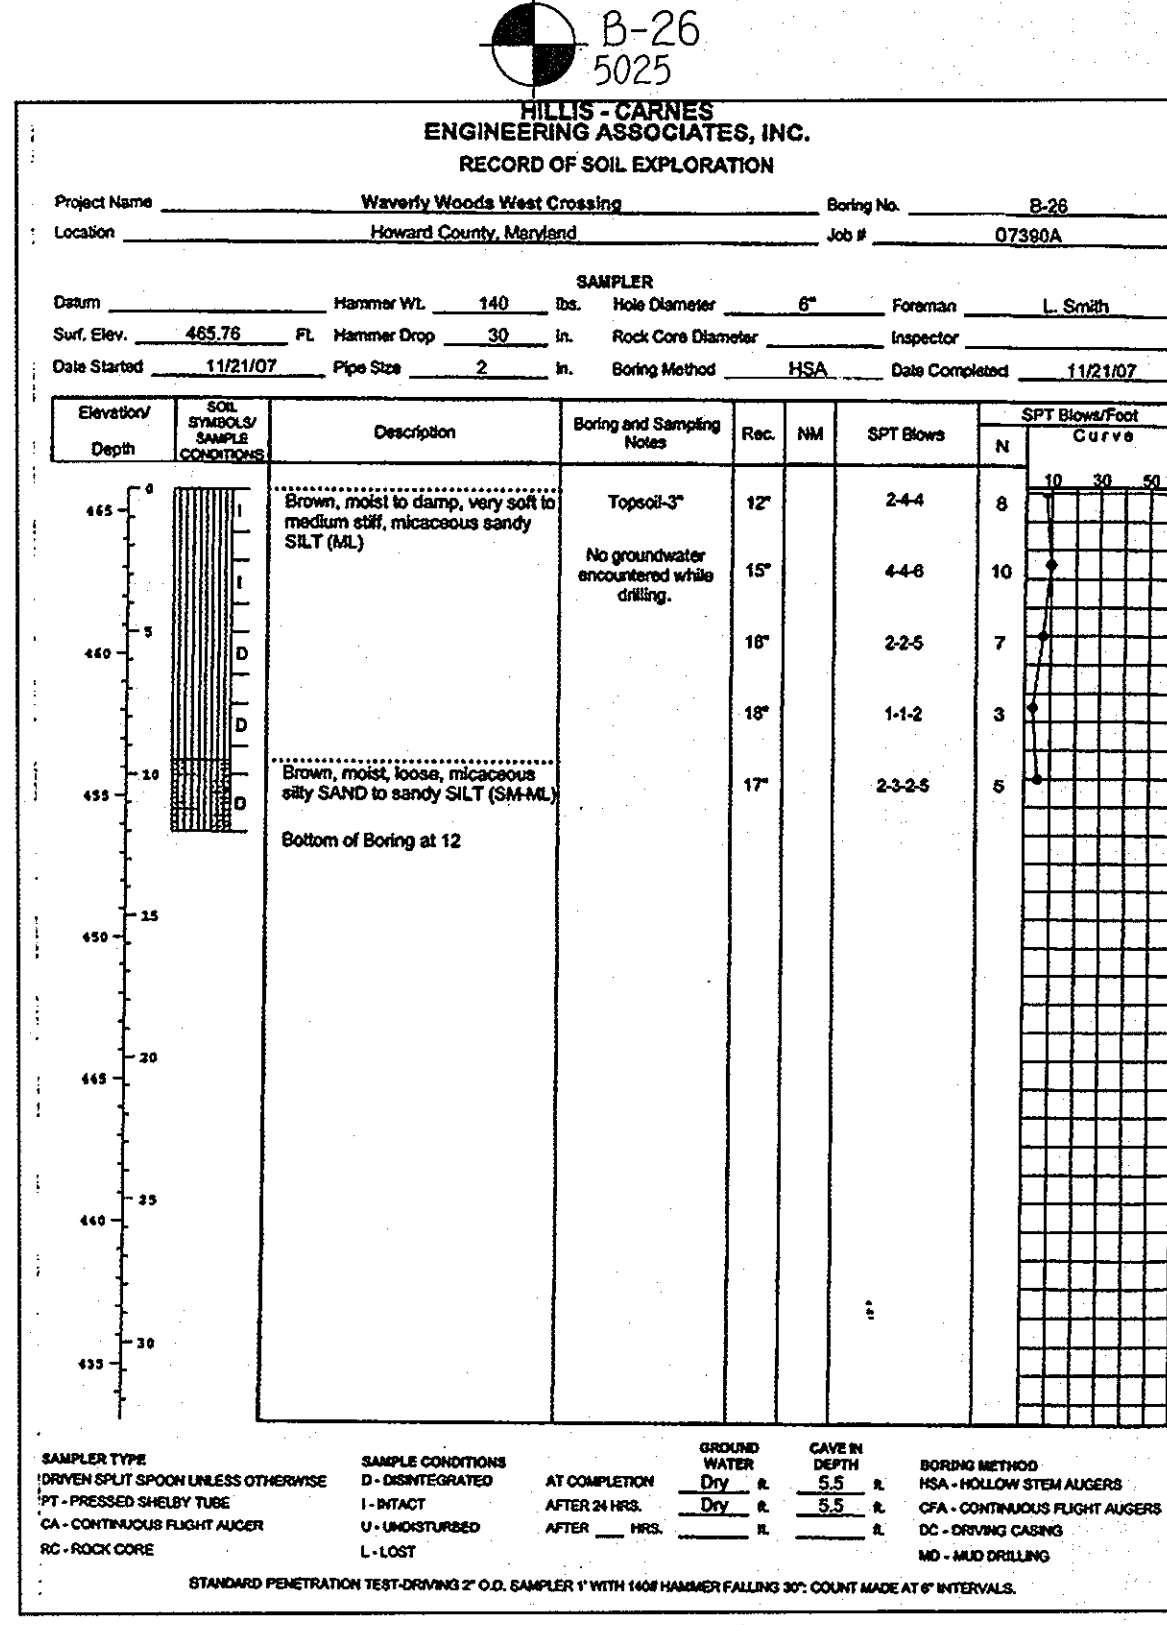 B-26
5025
HILLIS - CARNES
ENGINEERING ASSOCIATES, INC.
RECORD OF SOIL EXPLORATION
Project Name Waverly Woods West Crossing Boring No. B-26
Location Howard County, Maryland Job # 07390A
SAMPLER
Datum Hammer Wt. 140 lbs. Hole Diameter 6" Foreman L. Smith
Surf. Elev. 465.76 Ft. Hammer Drop 30 in. Rock Core Diameter Inspector
Date Started 11/21/07 Pipe Size 2 in. Boring Method HSA Date Completed 11/21/07
Elevation/ Depth SOIL SYMBOLS/ SAMPLE CONDITIONS Description Boring and Sampling Notes Rec. NM SPT Blows SPT Blows/Foot
N Curve
10 30 50
0
465 I Brown, moist to damp, very soft to Topsoil-3" 12" 2-4-4 8
medium stiff, micaceous sandy
SILT (ML)
No groundwater
I encountered while 15" 4-4-6 10
drilling.
5
460 D 18" 2-2-5 7
D 18" 1-1-2 3
10 Brown, moist, loose, micaceous
455 D silty SAND to sandy SILT (SM-ML) 17" 2-3-2-5 5
Bottom of Boring at 12
15
450
20
445
25
440
30
435
SAMPLER TYPE
DRIVEN SPLIT SPOON UNLESS OTHERWISE
PT - PRESSED SHELBY TUBE
CA - CONTINUOUS FLIGHT AUGER
RC - ROCK CORE
SAMPLE CONDITIONS
D - DISINTEGRATED
I - INTACT
U - UNDISTURBED
L - LOST
GROUND WATER CAVE IN DEPTH
AT COMPLETION Dry ft. 5.5 ft.
AFTER 24 HRS. Dry ft. 5.5 ft.
AFTER HRS. ft. ft.
BORING METHOD
HSA - HOLLOW STEM AUGERS
CFA - CONTINUOUS FLIGHT AUGERS
DC - DRIVING CASING
MD - MUD DRILLING
STANDARD PENETRATION TEST-DRIVING 2" O.D. SAMPLER 1' WITH 140# HAMMER FALLING 30": COUNT MADE AT 6" INTERVALS.